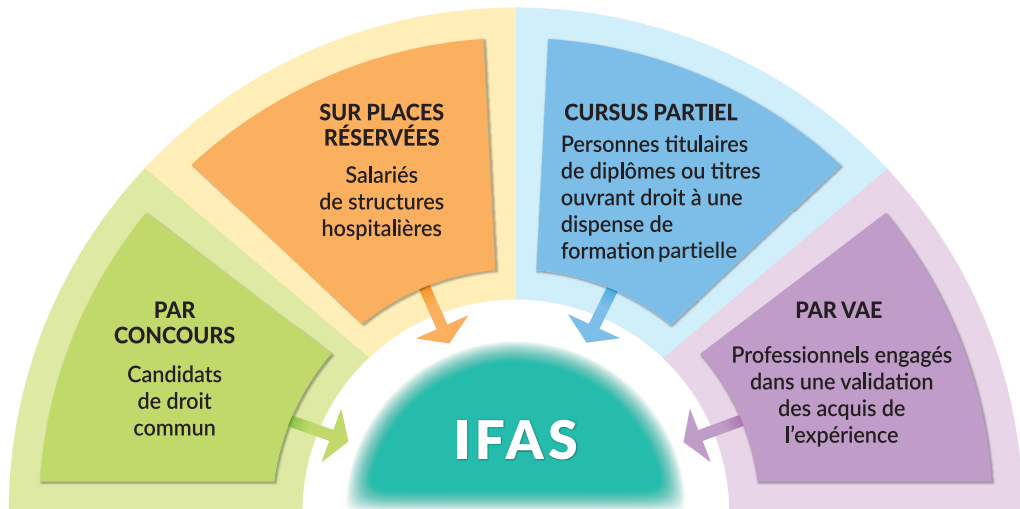 PAR
CONCOURS
Candidats
de droit
commun
SUR PLACES
RÉSERVÉES
Salariés
de structures
hospitalières
CURSUS PARTIEL
Personnes titulaires
de diplômes ou titres
ouvrant droit à une
dispense de
formation partielle
PAR VAE
Professionnels engagés
dans une validation
des acquis de
l'expérience
IFAS